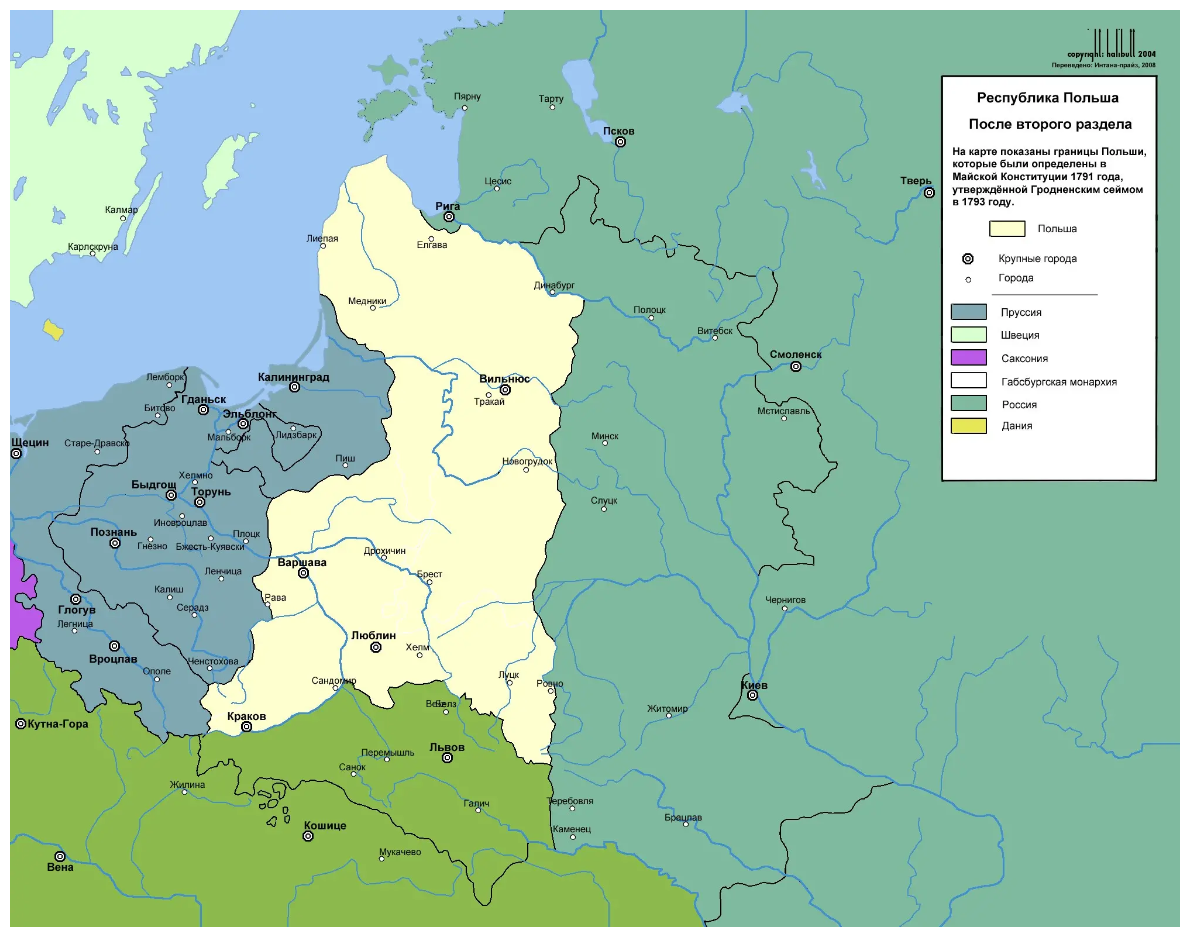 copyright: halibutt 2004
Переведено: Интана-прайз, 2008
Республика Польша
После второго раздела
На карте показаны границы Польши,
которые были определены в
Майской Конституции 1791 года,
утверждённой Гродненским сеймом
в 1793 году.
Польша
Крупные города
Города
Пруссия
Швеция
Саксония
Габсбургская монархия
Россия
Дания
Пярну
Тарту
Псков
Тверь
Цесис
Рига
Калмар
Карлскруна
Лиепая
Елгава
Динабург
Медники
Полоцк
Витебск
Смоленск
Лемборк
Калининград
Вильнюс
Тракай
Битово
Гданьск
Эльблонг
Мстиславль
Щецин
Старе-Дравско
Мальборк
Лидзбарк
Минск
Пиш
Новогрудок
Хелмно
Быдгощ
Торунь
Слуцк
Иновроцлав
Познань
Гнезно
Бжесть-Куявски
Плоцк
Дрохичин
Варшава
Ленчица
Брест
Калиш
Рава
Чернигов
Глогув
Серадз
Легница
Люблин
Хелм
Вроцлав
Ополе
Ченстохова
Сандомир
Луцк
Ровно
Киев
Белз
Житомир
Кутна-Гора
Краков
Львов
Перемышль
Санок
Жилина
Галич
Теребовля
Брацлав
Кошице
Каменец
Мукачево
Вена